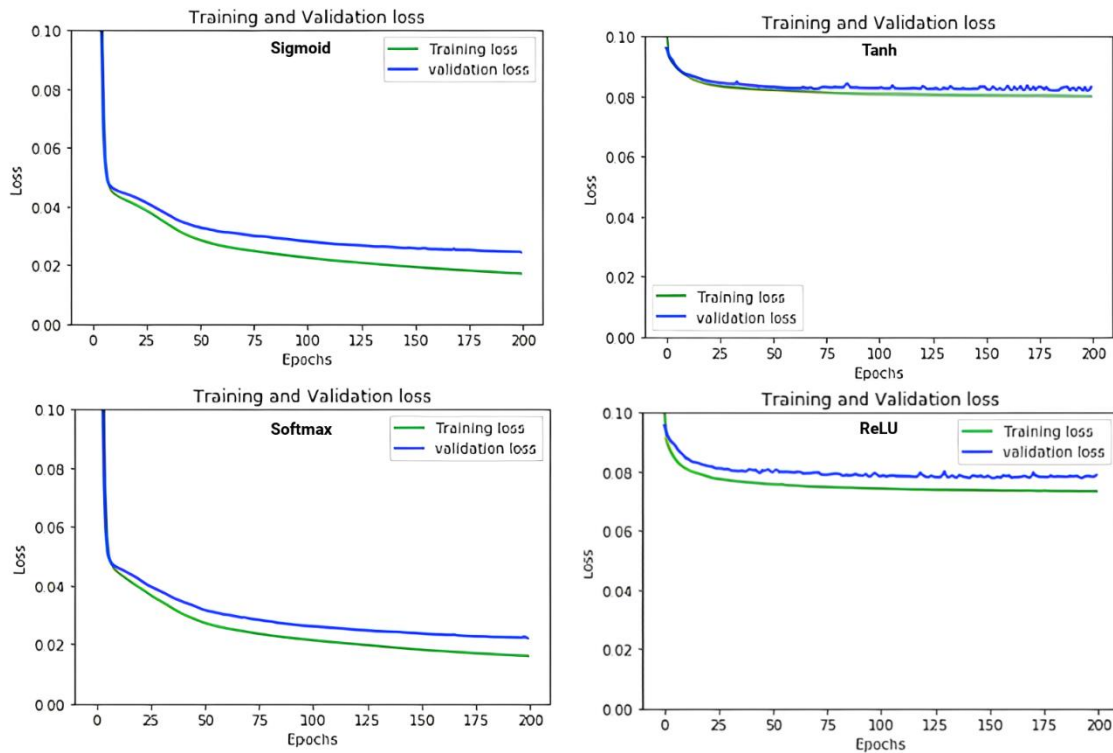 Training and Validation loss
Sigmoid
Training loss
validation loss
0.10
0.08
0.06
0.04
0.02
0.00
Loss
0 25 50 75 100 125 150 175 200
Epochs
Training and Validation loss
Tanh
0.10
0.08
0.06
0.04
0.02
0.00
Loss
Training loss
validation loss
0 25 50 75 100 125 150 175 200
Epochs
Training and Validation loss
Softmax
Training loss
validation loss
0.10
0.08
0.06
0.04
0.02
0.00
Loss
0 25 50 75 100 125 150 175 200
Epochs
Training and Validation loss
ReLU
Training loss
validation loss
0.10
0.08
0.06
0.04
0.02
0.00
Loss
0 25 50 75 100 125 150 175 200
Epochs